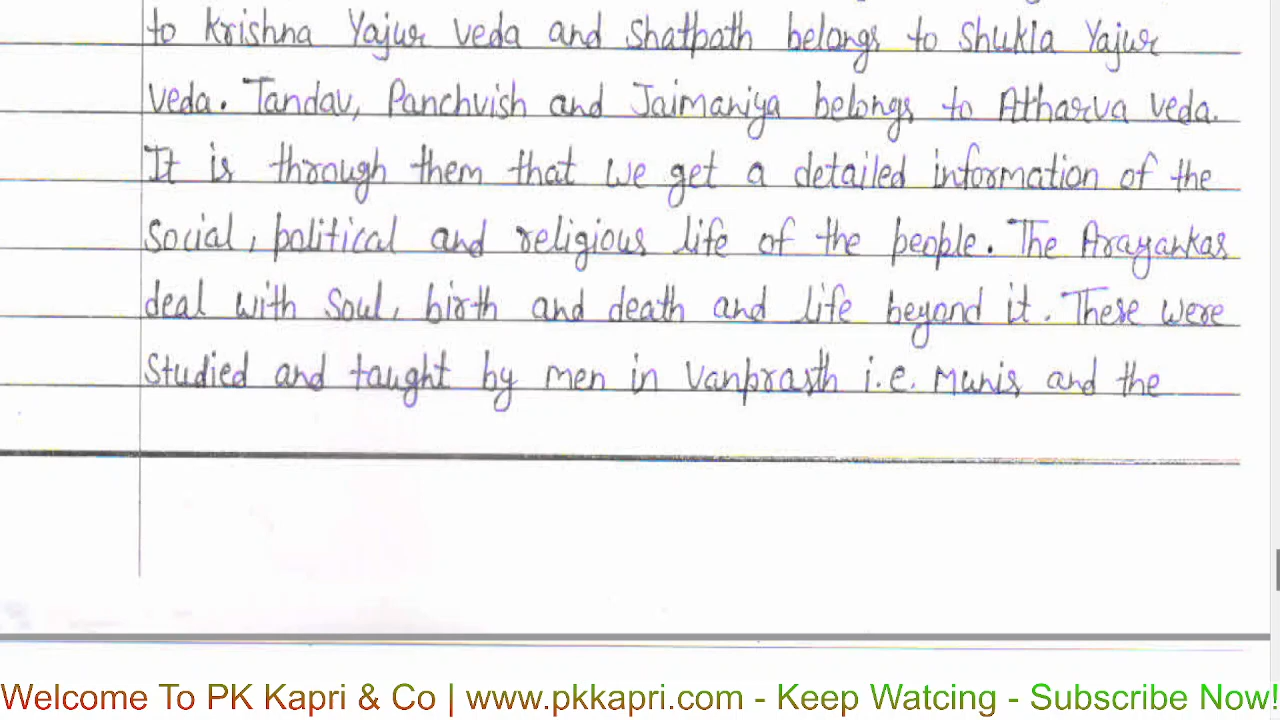 to Krishna Yajur veda and Shatpath belongs to Shukla Yajur
veda. Tandav, Panchvish and Jaimaniya belongs to Atharva veda.
It is through them that we get a detailed information of the
social, political and religious life of the people. The Arayankas
deal with soul, birth and death and life beyond it. These were
studied and taught by men in Vanprasth i.e. Munis and the
Welcome To PK Kapri & Co | www.pkkapri.com - Keep Watcing - Subscribe Now!